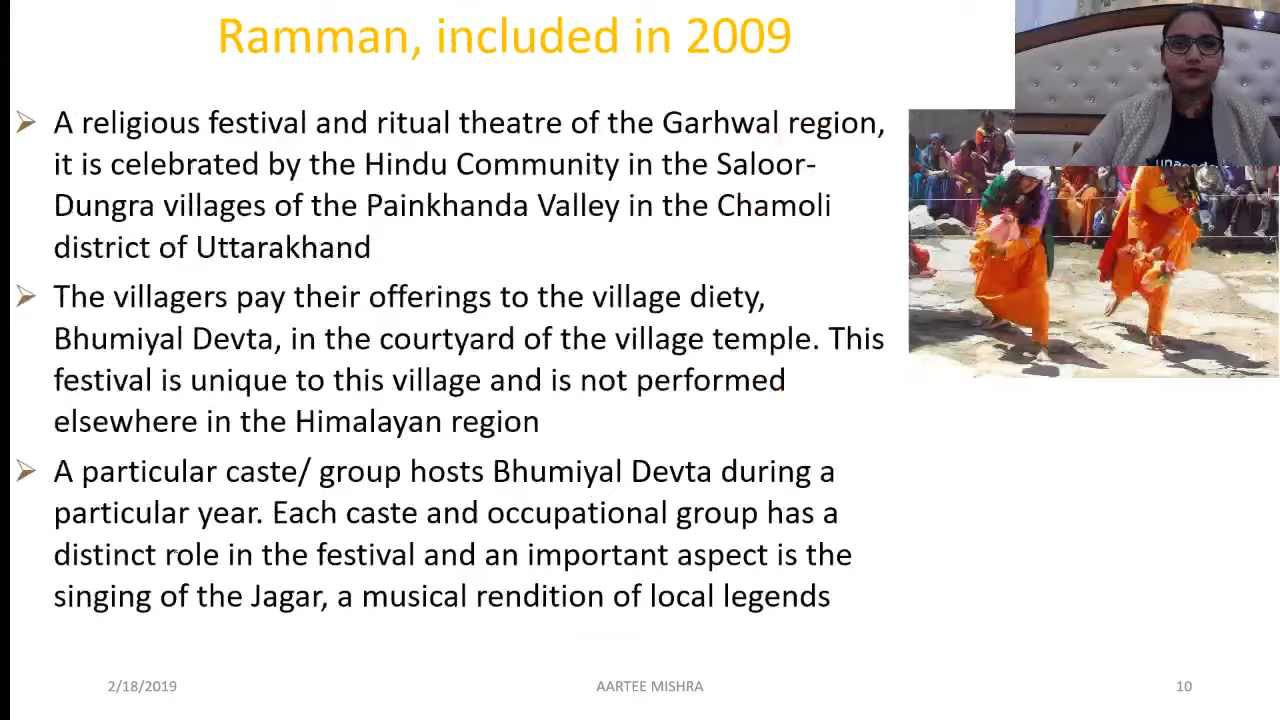 Ramman, included in 2009
A religious festival and ritual theatre of the Garhwal region,
it is celebrated by the Hindu Community in the Saloor-
Dungra villages of the Painkhanda Valley in the Chamoli
district of Uttarakhand
The villagers pay their offerings to the village diety,
Bhumiyal Devta, in the courtyard of the village temple. This
festival is unique to this village and is not performed
elsewhere in the Himalayan region
A particular caste/ group hosts Bhumiyal Devta during a
particular year. Each caste and occupational group has a
distinct role in the festival and an important aspect is the
singing of the Jagar, a musical rendition of local legends
2/18/2019
AARTEE MISHRA
10